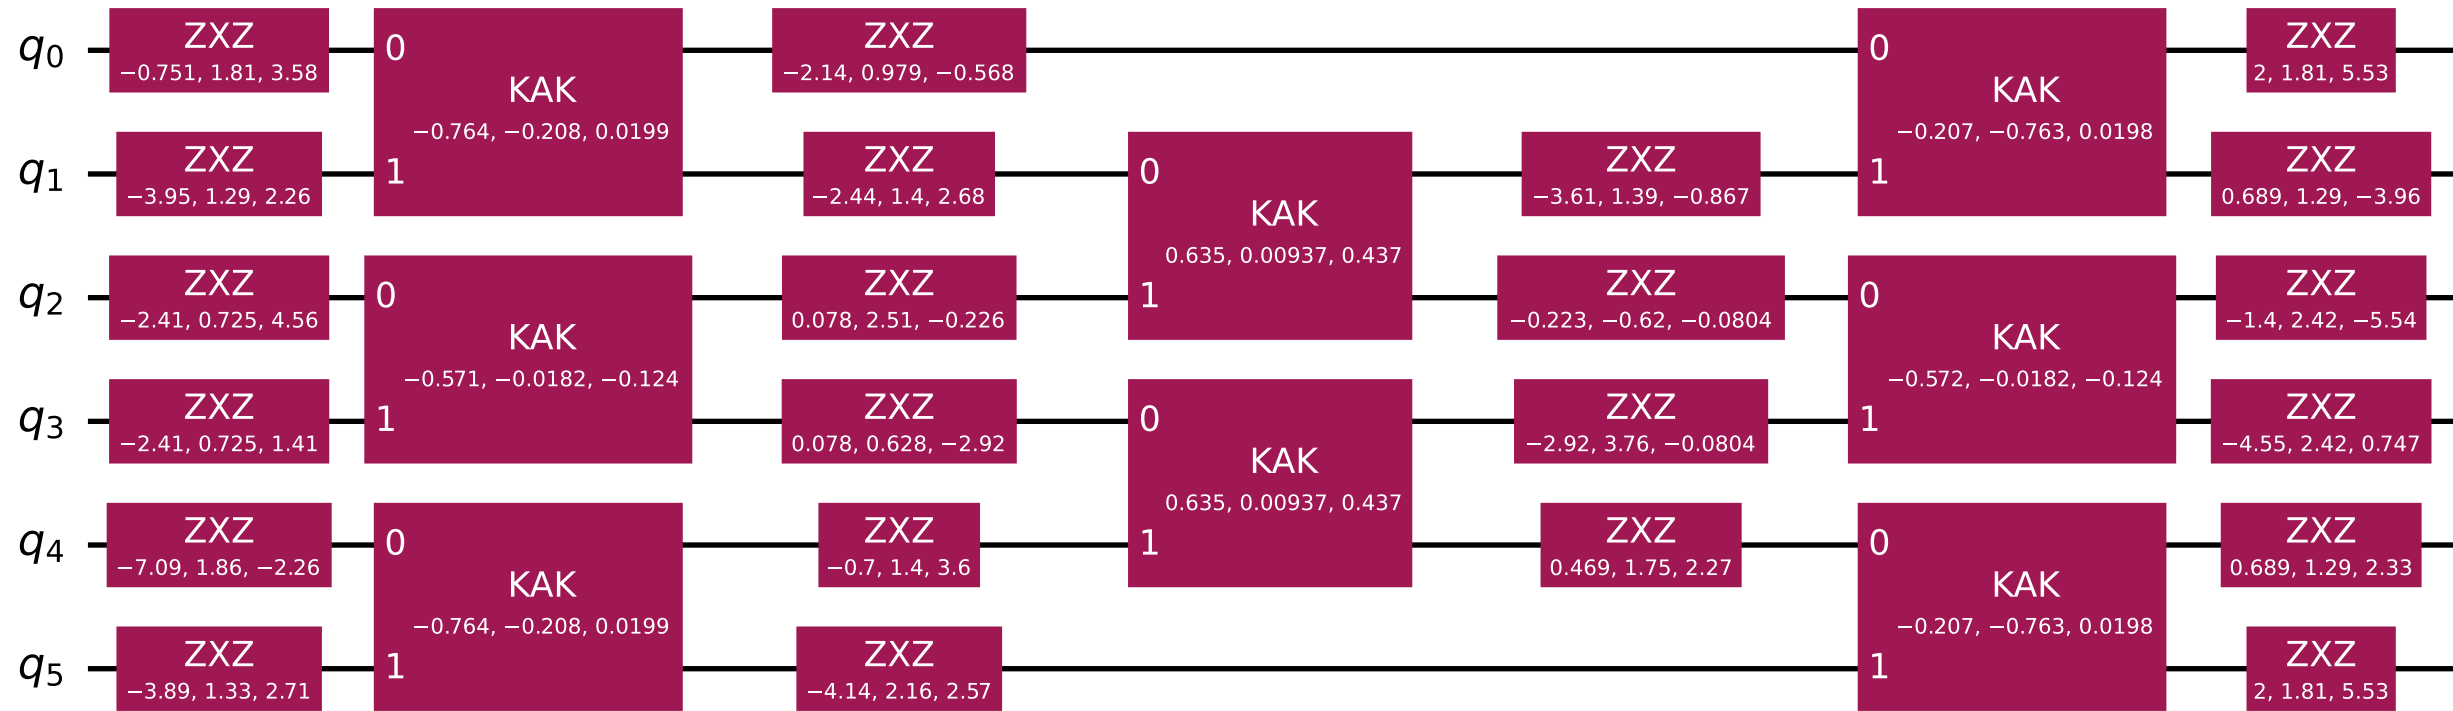 q0 ZXZ 0 ZXZ 0 ZXZ
−0.751, 1.81, 3.58 −2.14, 0.979, −0.568 2, 1.81, 5.53
KAK KAK
−0.764, −0.208, 0.0199 −0.207, −0.763, 0.0198
q1 ZXZ 1 ZXZ 0 ZXZ 1 ZXZ
−3.95, 1.29, 2.26 −2.44, 1.4, 2.68 −3.61, 1.39, −0.867 0.689, 1.29, −3.96
KAK
0.635, 0.00937, 0.437
q2 ZXZ 0 ZXZ 1 ZXZ 0 ZXZ
−2.41, 0.725, 4.56 0.078, 2.51, −0.226 −0.223, −0.62, −0.0804 −1.4, 2.42, −5.54
KAK KAK
−0.571, −0.0182, −0.124 −0.572, −0.0182, −0.124
q3 ZXZ 1 ZXZ 0 ZXZ 1 ZXZ
−2.41, 0.725, 1.41 0.078, 0.628, −2.92 −2.92, 3.76, −0.0804 −4.55, 2.42, 0.747
KAK
0.635, 0.00937, 0.437
q4 ZXZ 0 ZXZ 1 ZXZ 0 ZXZ
−7.09, 1.86, −2.26 −0.7, 1.4, 3.6 0.469, 1.75, 2.27 0.689, 1.29, 2.33
KAK KAK
−0.764, −0.208, 0.0199 −0.207, −0.763, 0.0198
q5 ZXZ 1 ZXZ 1 ZXZ
−3.89, 1.33, 2.71 −4.14, 2.16, 2.57 2, 1.81, 5.53